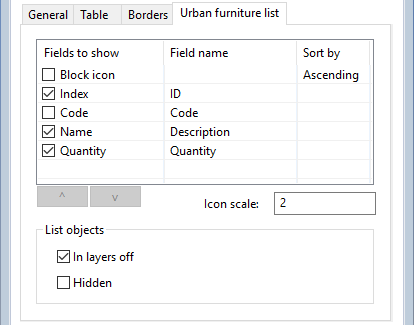 General Table Borders Urban furniture list
Fields to show Field name Sort by
Block icon Ascending
Index ID
Code Code
Name Description
Quantity Quantity
^ v Icon scale: 2
List objects
In layers off
Hidden